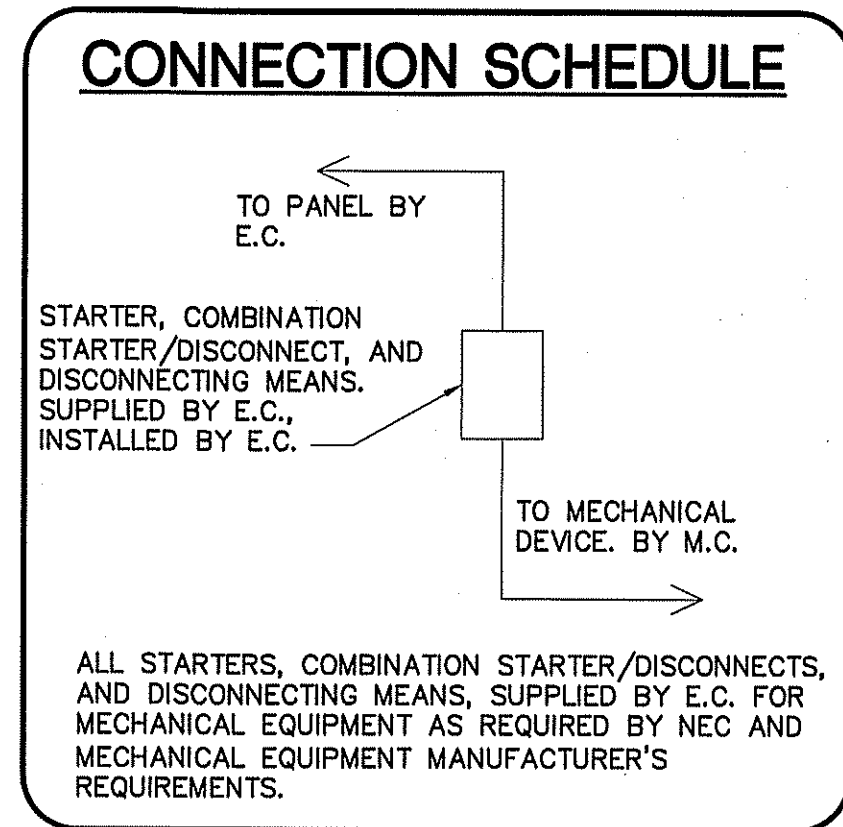 CONNECTION SCHEDULE
TO PANEL BY
E.C.
STARTER, COMBINATION
STARTER/DISCONNECT, AND
DISCONNECTING MEANS.
SUPPLIED BY E.C.,
INSTALLED BY E.C.
TO MECHANICAL
DEVICE. BY M.C.
ALL STARTERS, COMBINATION STARTER/DISCONNECTS,
AND DISCONNECTING MEANS, SUPPLIED BY E.C. FOR
MECHANICAL EQUIPMENT AS REQUIRED BY NEC AND
MECHANICAL EQUIPMENT MANUFACTURER'S
REQUIREMENTS.